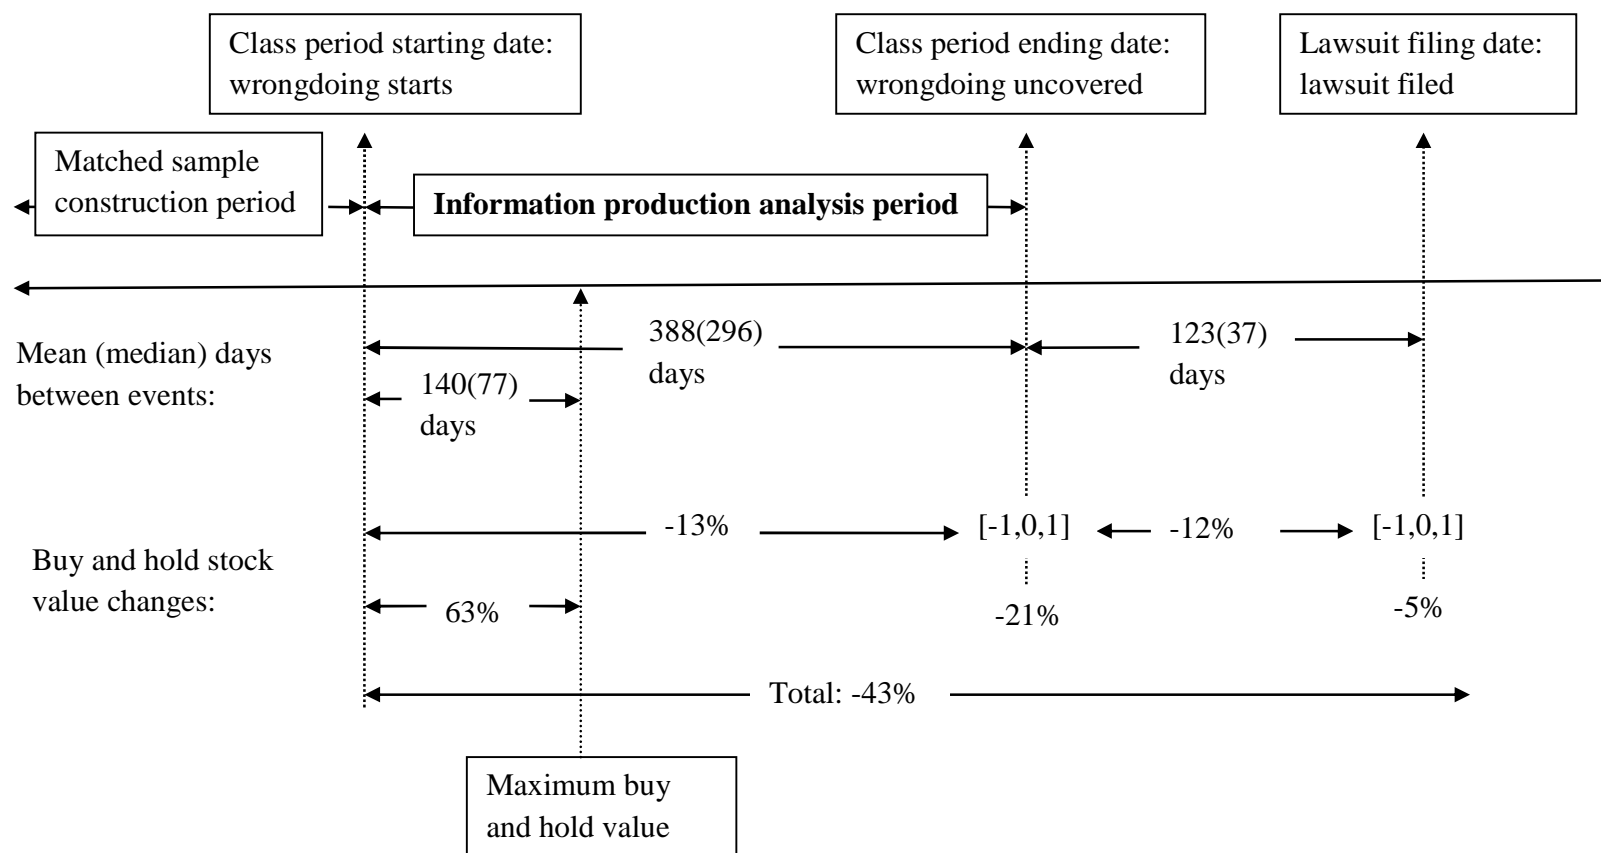 Class period starting date:
wrongdoing starts
Class period ending date:
wrongdoing uncovered
Lawsuit filing date:
lawsuit filed
Matched sample
construction period
Information production analysis period
Mean (median) days
between events:
388(296)
days
123(37)
days
140(77)
days
Buy and hold stock
value changes:
-13%
[-1,0,1]
-12%
[-1,0,1]
63%
-21%
-5%
Total: -43%
Maximum buy
and hold value